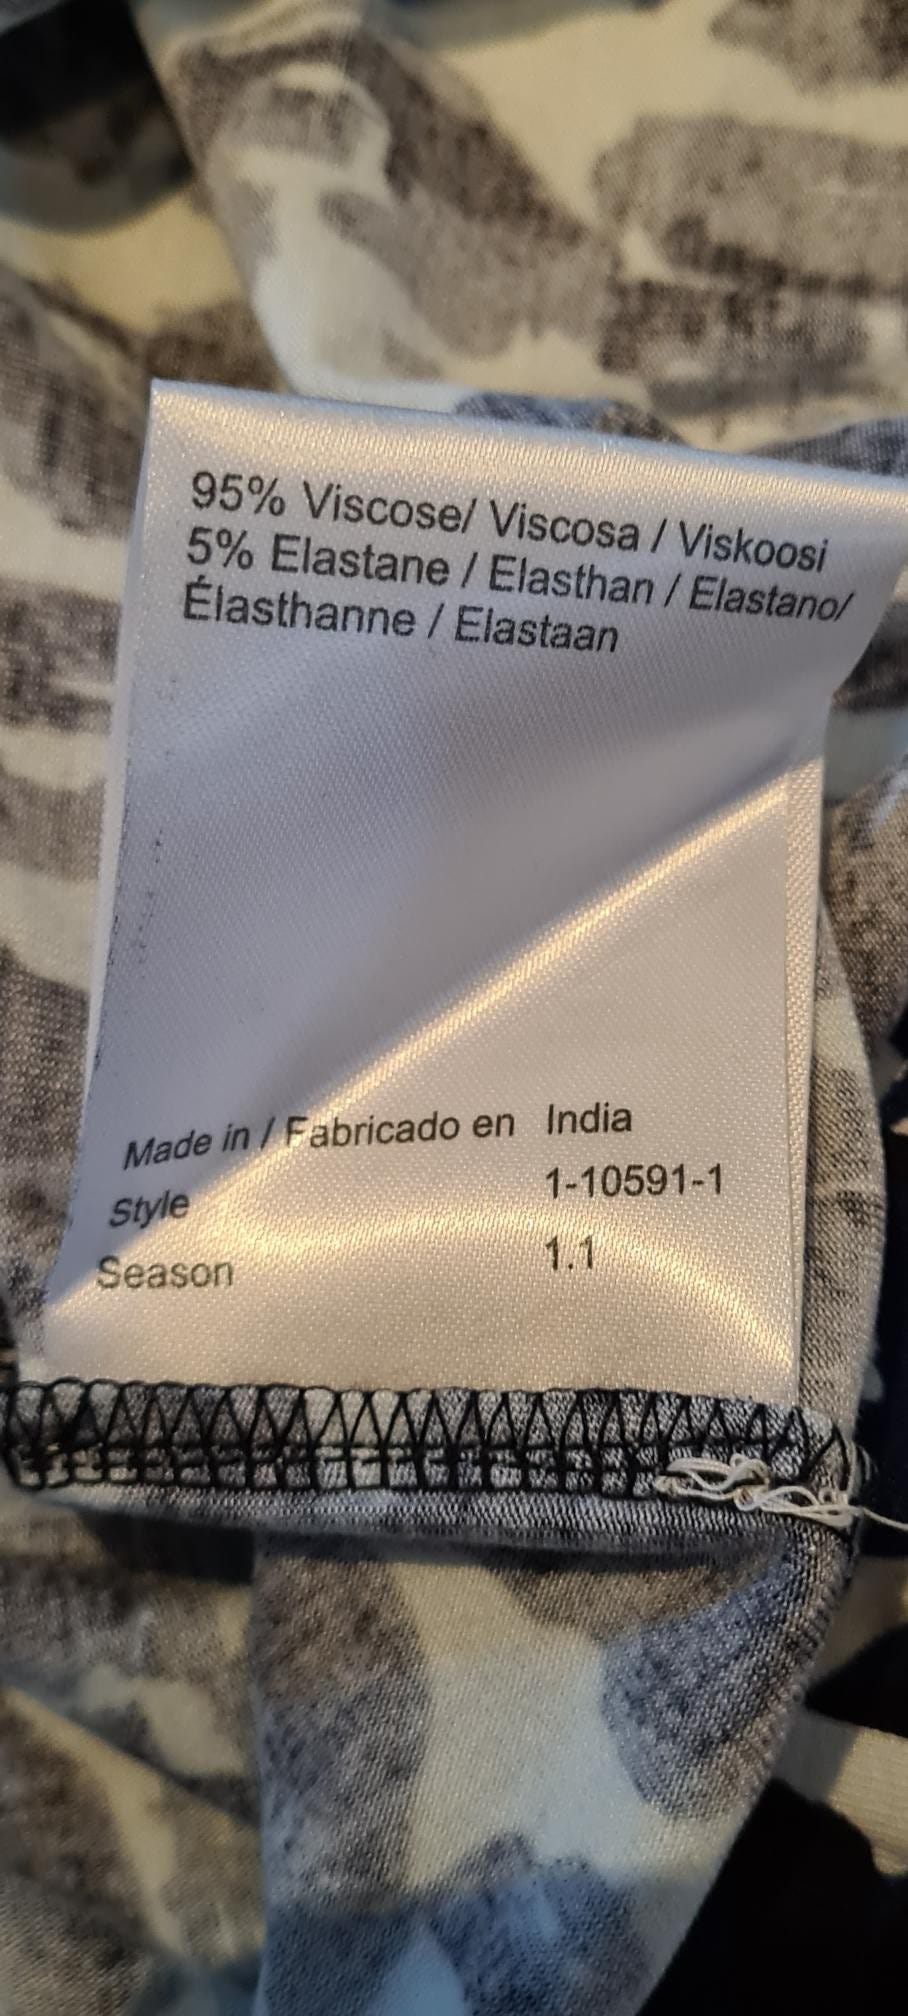 95% Viscose/ Viscosa / Viskoosi
5% Elastane / Elasthan / Elastano/
Élasthanne / Elastaan
Made in / Fabricado en India
Style 1-10591-1
Season 1.1